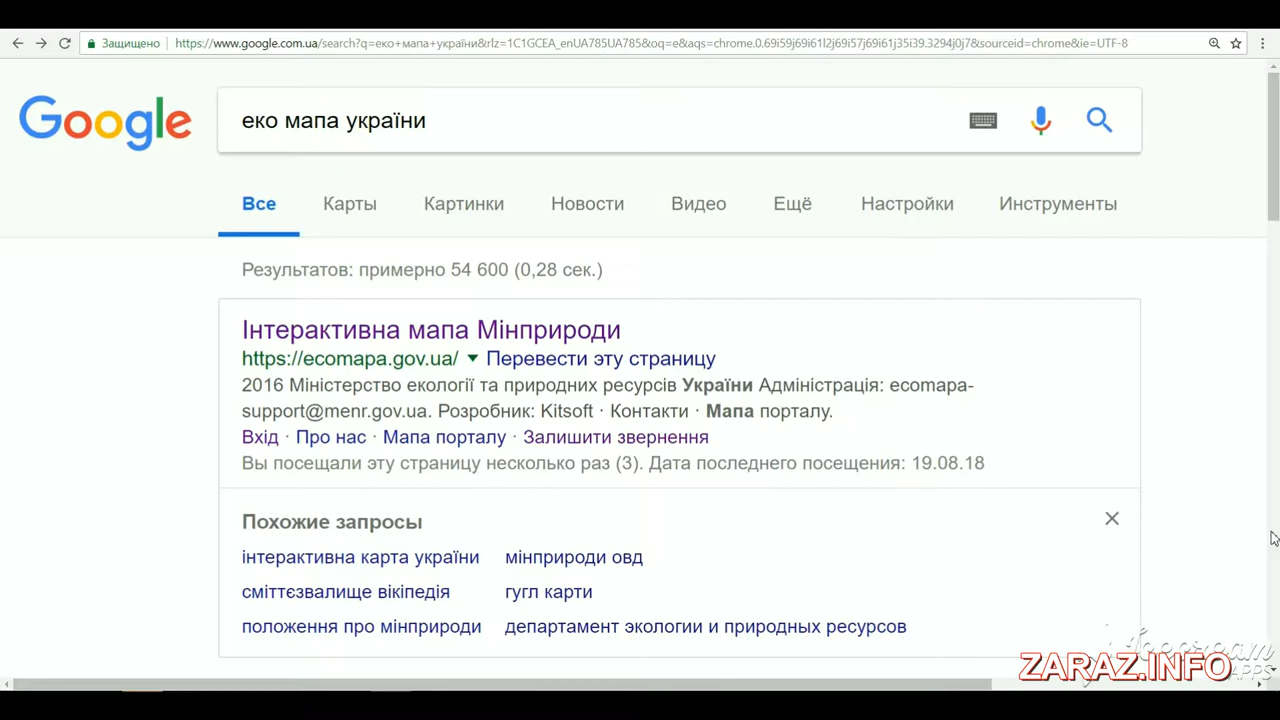 Защищено https://www.google.com.ua/search?q=еко+мапа+україни&rlz=1C1GCEA_enUA785UA785&oq=е&aqs=chrome.0.69i59j69i61l2j69i57j69i61j35i39.3294j0j7&sourceid=chrome&ie=UTF-8
Google еко мапа україни
Все Карты Картинки Новости Видео Ещё Настройки Инструменты
Результатов: примерно 54 600 (0,28 сек.)
Інтерактивна мапа Мінприроди
https://ecomapa.gov.ua/ Перевести эту страницу
2016 Міністерство екології та природних ресурсів України Адміністрація: ecomapa-
support@menr.gov.ua. Розробник: Kitsoft · Контакти · Мапа порталу.
Вхід · Про нас · Мапа порталу · Залишити звернення
Вы посещали эту страницу несколько раз (3). Дата последнего посещения: 19.08.18
Похожие запросы
інтерактивна карта україни мінприроди овд
сміттєзвалище вікіпедія гугл карти
положення про мінприроди департамент экологии и природных ресурсов
ZARAZ.INFO
APPS